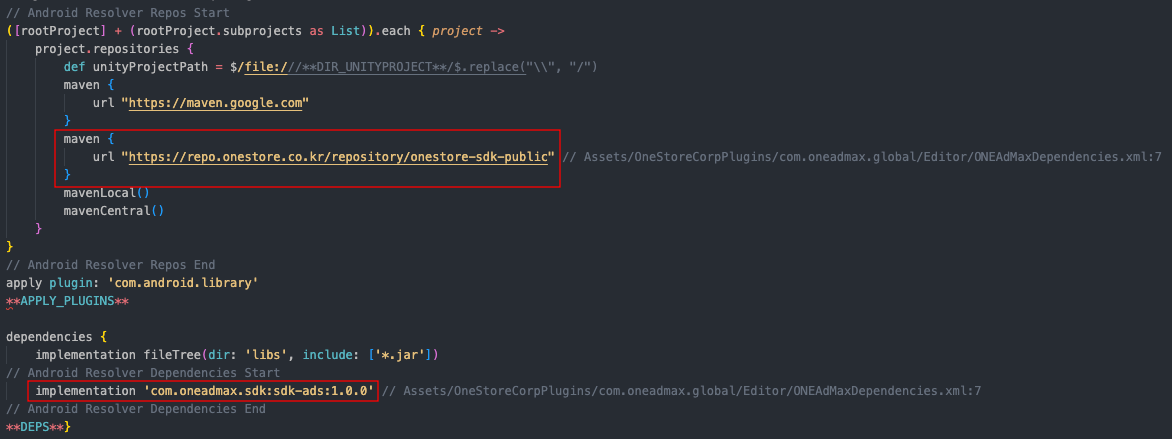 // Android Resolver Repos Start
([rootProject] + (rootProject.subprojects as List)).each { project ->
    project.repositories {
        def unityProjectPath = $/file:///**DIR_UNITYPROJECT**/$.replace("\\", "/")
        maven {
            url "https://maven.google.com"
        }
        maven {
            url "https://repo.onestore.co.kr/repository/onestore-sdk-public" // Assets/OneStoreCorpPlugins/com.oneadmax.global/Editor/ONEAdMaxDependencies.xml:7
        }
        mavenLocal()
        mavenCentral()
    }
}
// Android Resolver Repos End
apply plugin: 'com.android.library'
**APPLY_PLUGINS**

dependencies {
    implementation fileTree(dir: 'libs', include: ['*.jar'])
// Android Resolver Dependencies Start
    implementation 'com.oneadmax.sdk:sdk-ads:1.0.0' // Assets/OneStoreCorpPlugins/com.oneadmax.global/Editor/ONEAdMaxDependencies.xml:7
// Android Resolver Dependencies End
**DEPS**}